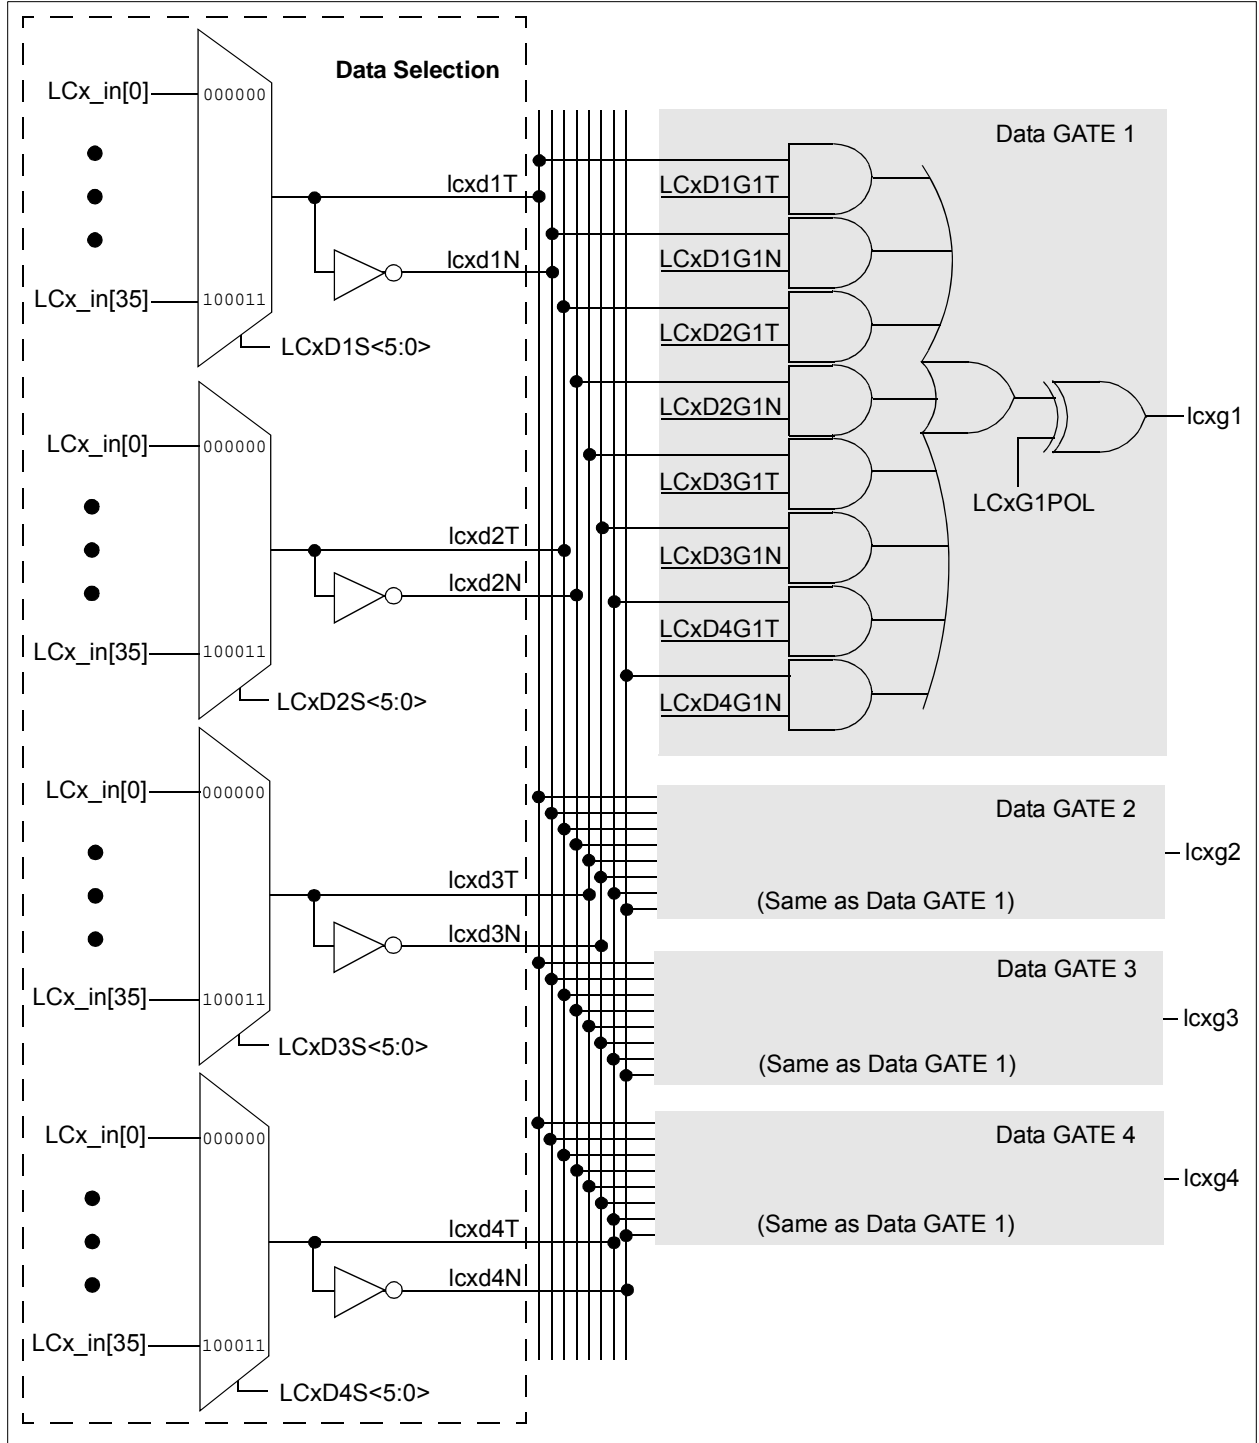 Data Selection
LCx_in[0]
000000
lcxd1T
lcxd1N
LCx_in[35]
100011
LCxD1S<5:0>
LCx_in[0]
000000
lcxd2T
lcxd2N
LCx_in[35]
100011
LCxD2S<5:0>
LCx_in[0]
000000
lcxd3T
lcxd3N
LCx_in[35]
100011
LCxD3S<5:0>
LCx_in[0]
000000
lcxd4T
lcxd4N
LCx_in[35]
100011
LCxD4S<5:0>
Data GATE 1
LCxD1G1T
LCxD1G1N
LCxD2G1T
LCxD2G1N
LCxD3G1T
LCxD3G1N
LCxD4G1T
LCxD4G1N
LCxG1POL
lcxg1
Data GATE 2
(Same as Data GATE 1)
lcxg2
Data GATE 3
(Same as Data GATE 1)
lcxg3
Data GATE 4
(Same as Data GATE 1)
lcxg4